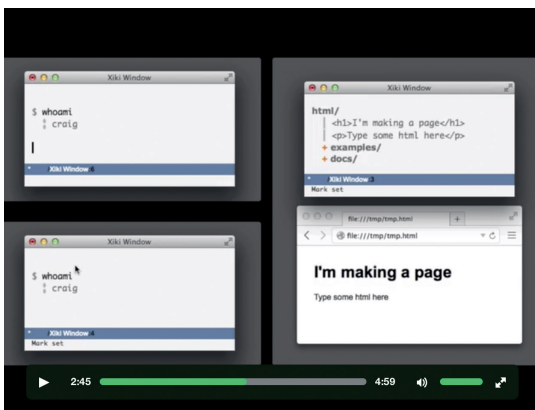 Xiki Window
$ whoami
craig
Xiki Window
Xiki Window
$ whoami
craig
Xiki Window
Mark set
Xiki Window
html/
<h1>I'm making a page</h1>
<p>Type some html here</p>
+ examples/
+ docs/
Xiki Window
Mark set
file:///tmp/tmp.html
file:///tmp/tmp.html
I'm making a page
Type some html here
2:45
4:59